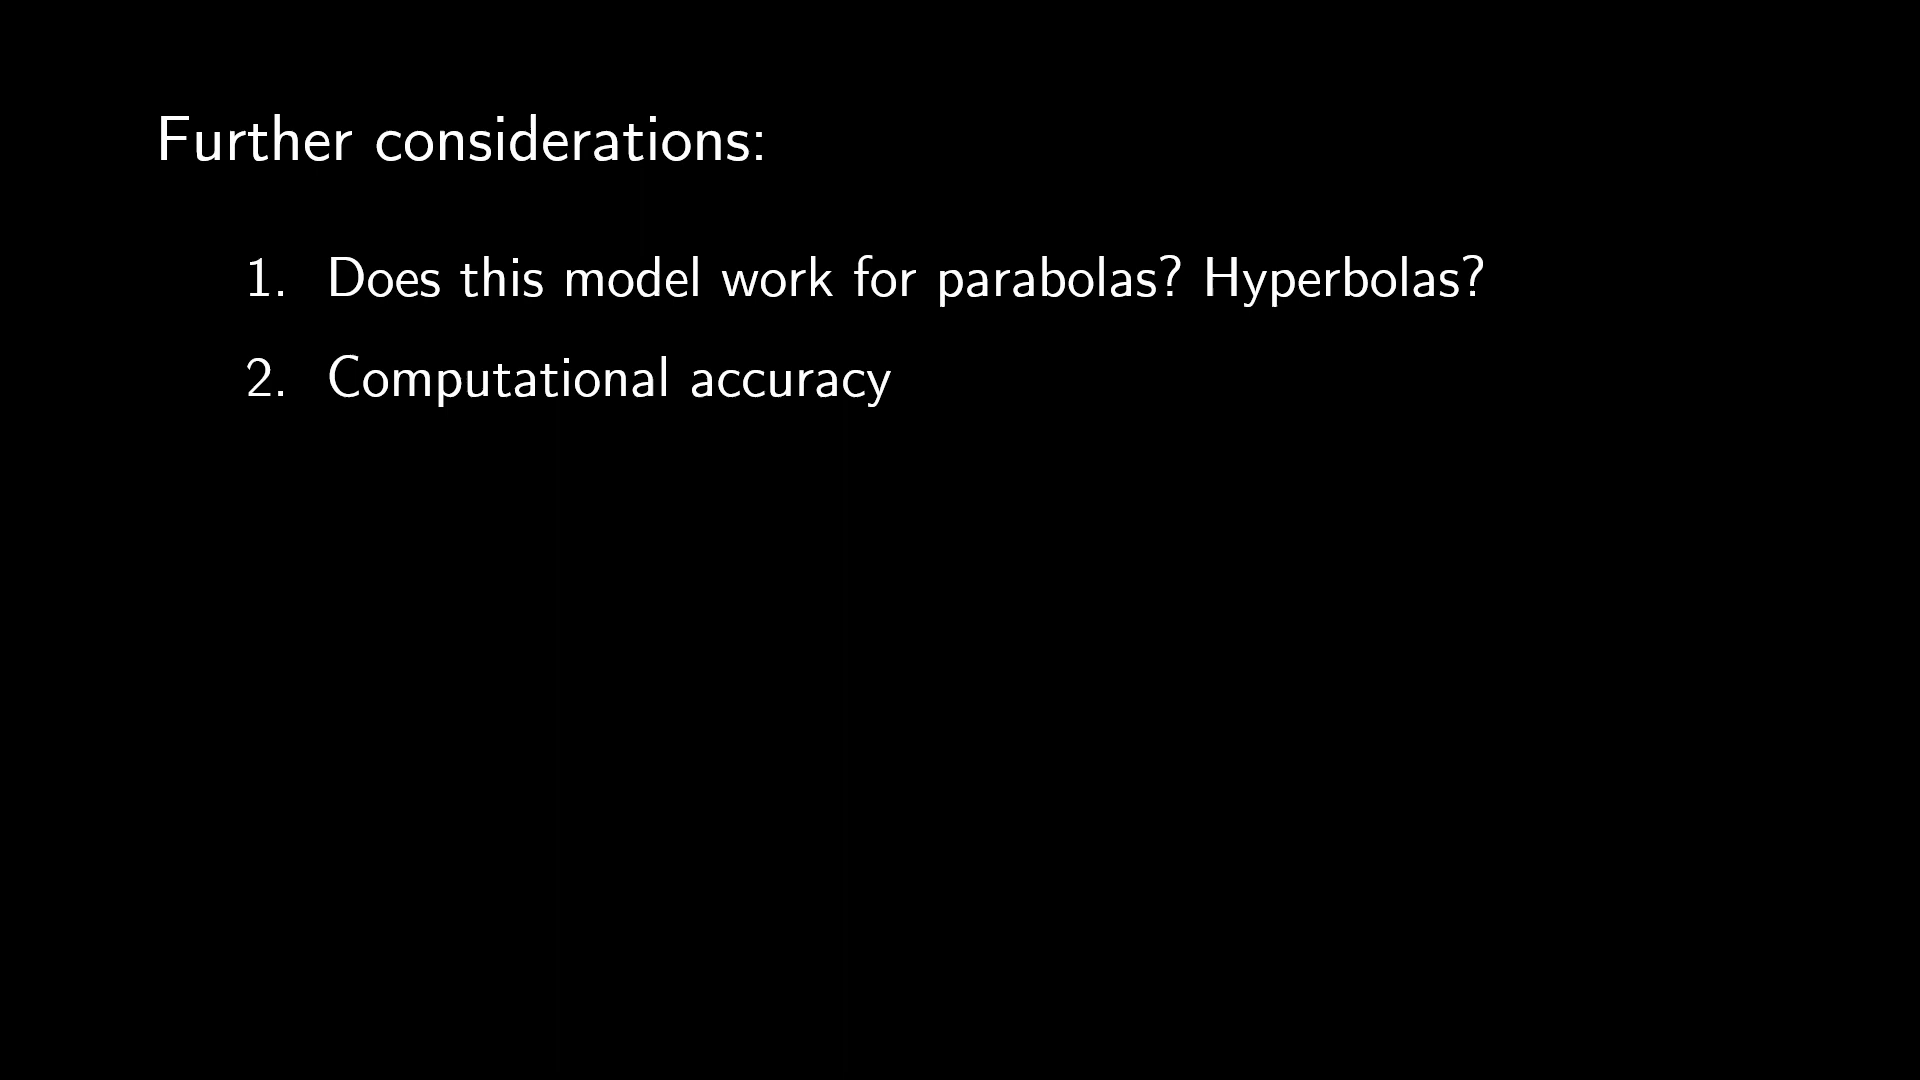 Further considerations:
1. Does this model work for parabolas? Hyperbolas?
2. Computational accuracy